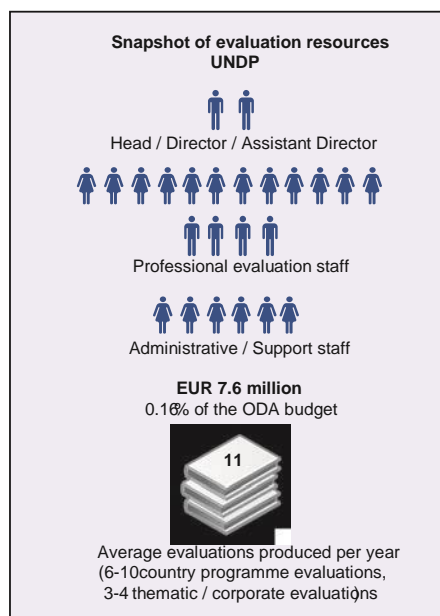 Snapshot of evaluation resources
UNDP
Head / Director / Assistant Director
Professional evaluation staff
Administrative / Support staff
EUR 7.6 million
0.16% of the ODA budget
11
Average evaluations produced per year
(6-10country programme evaluations,
3-4 thematic / corporate evaluations)